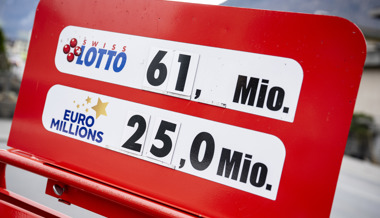 SWISS
LOTTO 61, Mio.
EURO
MILLIONS 25,0 Mio.